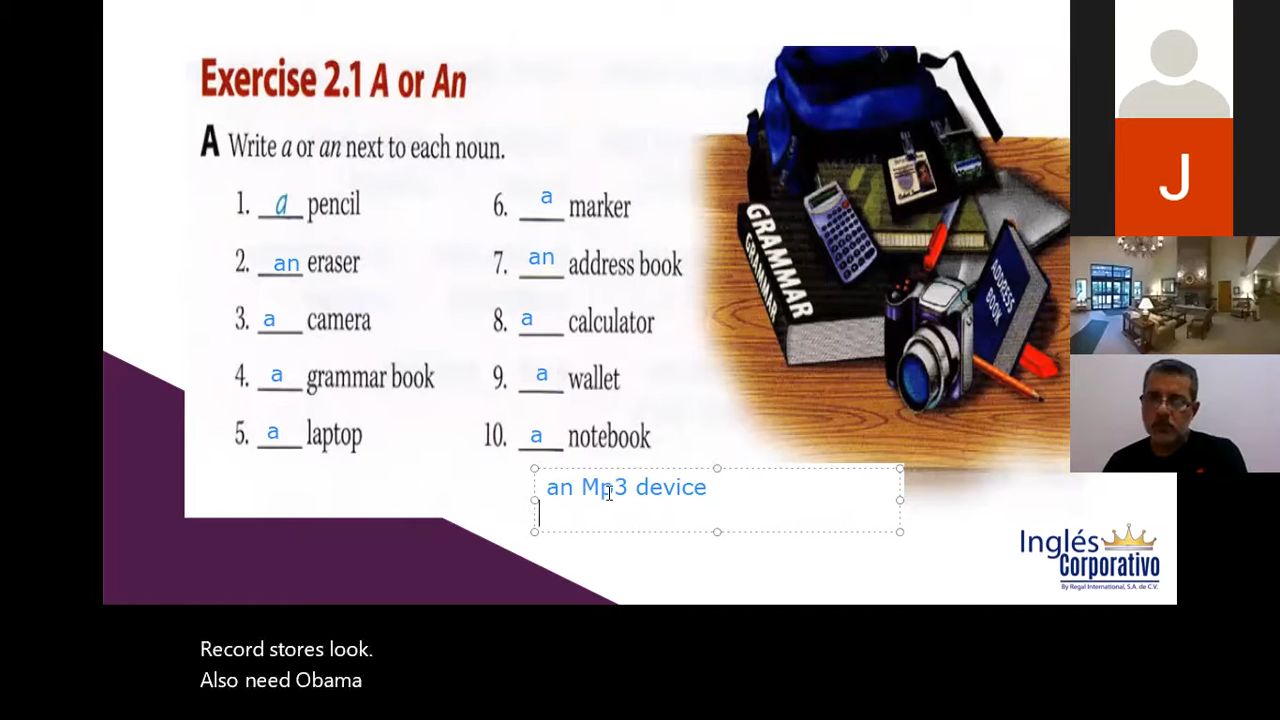 Exercise 2.1 A or An
A Write a or an next to each noun.
1. a pencil
2. an eraser
3. a camera
4. a grammar book
5. a laptop
6. a marker
7. an address book
8. a calculator
9. a wallet
10. a notebook
an Mp3 device
GRAMMAR
GRAMMAR
ADDRESS BOOK
J
Inglés
Corporativo
By Regal International, S.A. de C.V.
Record stores look.
Also need Obama